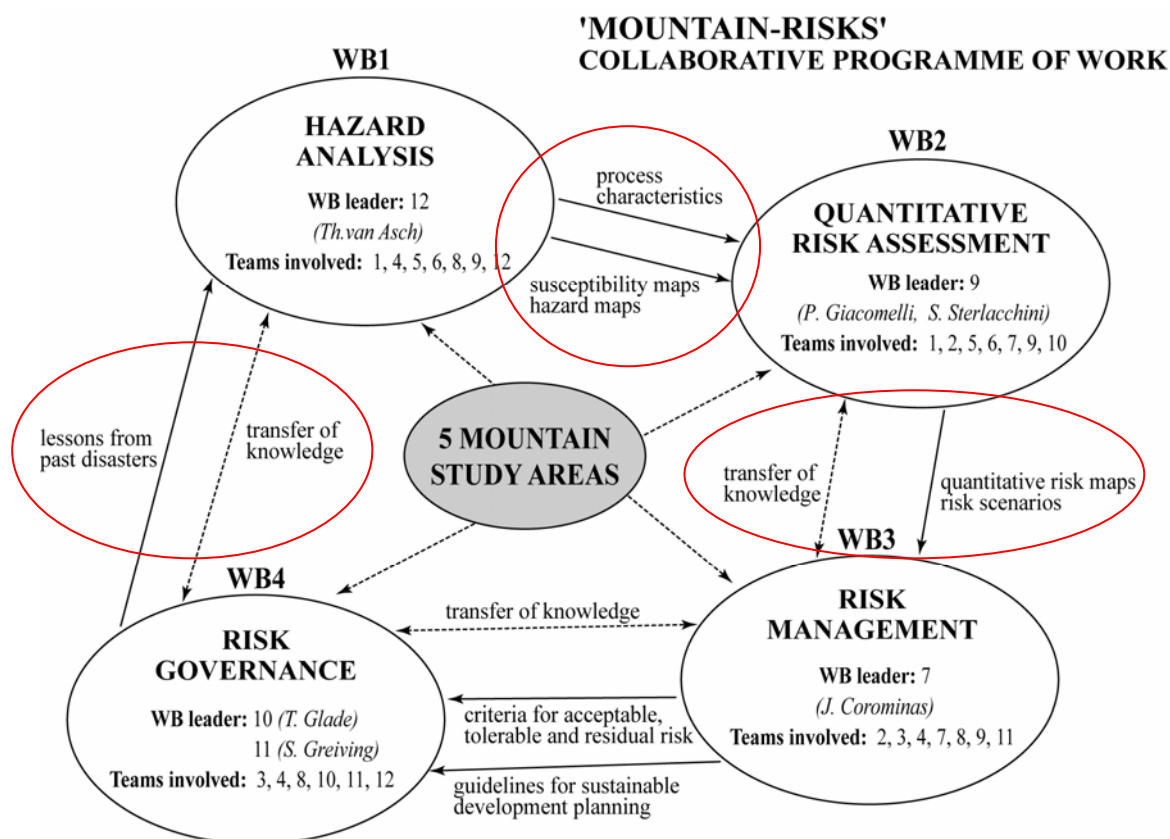 'MOUNTAIN-RISKS'
COLLABORATIVE PROGRAMME OF WORK
WB1
HAZARD
ANALYSIS
WB leader: 12
(Th.van Asch)
Teams involved: 1, 4, 5, 6, 8, 9, 12
process
characteristics
susceptibility maps
hazard maps
WB2
QUANTITATIVE
RISK ASSESSMENT
WB leader: 9
(P. Giacomelli, S. Sterlacchini)
Teams involved: 1, 2, 5, 6, 7, 9, 10
lessons from
past disasters
transfer of
knowledge
5 MOUNTAIN
STUDY AREAS
transfer of
knowledge
quantitative risk maps
risk scenarios
WB4
RISK
GOVERNANCE
WB leader: 10 (T. Glade)
11 (S. Greiving)
Teams involved: 3, 4, 8, 10, 11, 12
transfer of knowledge
criteria for acceptable,
tolerable and residual risk
guidelines for sustainable
development planning
WB3
RISK
MANAGEMENT
WB leader: 7
(J. Corominas)
Teams involved: 2, 3, 4, 7, 8, 9, 11